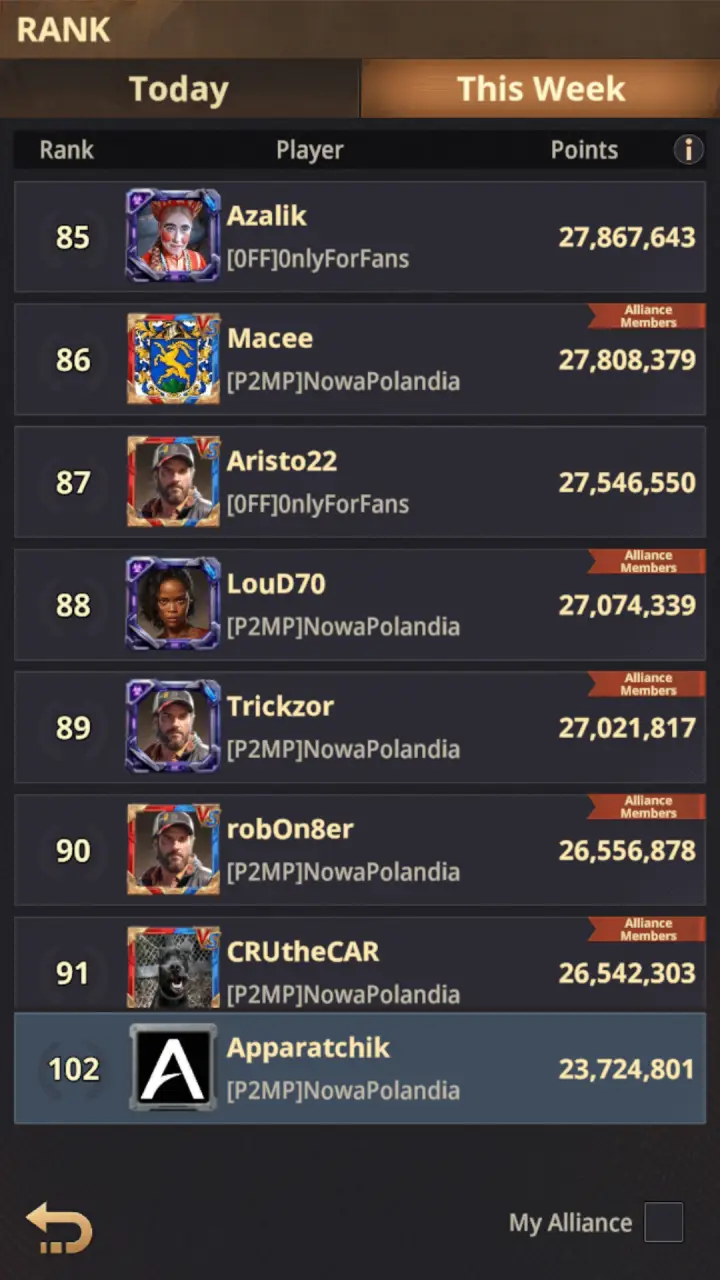 RANK
Today
This Week
Rank Player Points i
85 Azalik 27,867,643
[0FF]0nlyForFans
Alliance Members
86 Macee 27,808,379
[P2MP]NowaPolandia
87 Aristo22 27,546,550
[0FF]0nlyForFans
Alliance Members
88 LouD70 27,074,339
[P2MP]NowaPolandia
Alliance Members
89 Trickzor 27,021,817
[P2MP]NowaPolandia
Alliance Members
90 robOn8er 26,556,878
[P2MP]NowaPolandia
Alliance Members
91 CRUtheCAR 26,542,303
[P2MP]NowaPolandia
102 Apparatchik 23,724,801
[P2MP]NowaPolandia
My Alliance